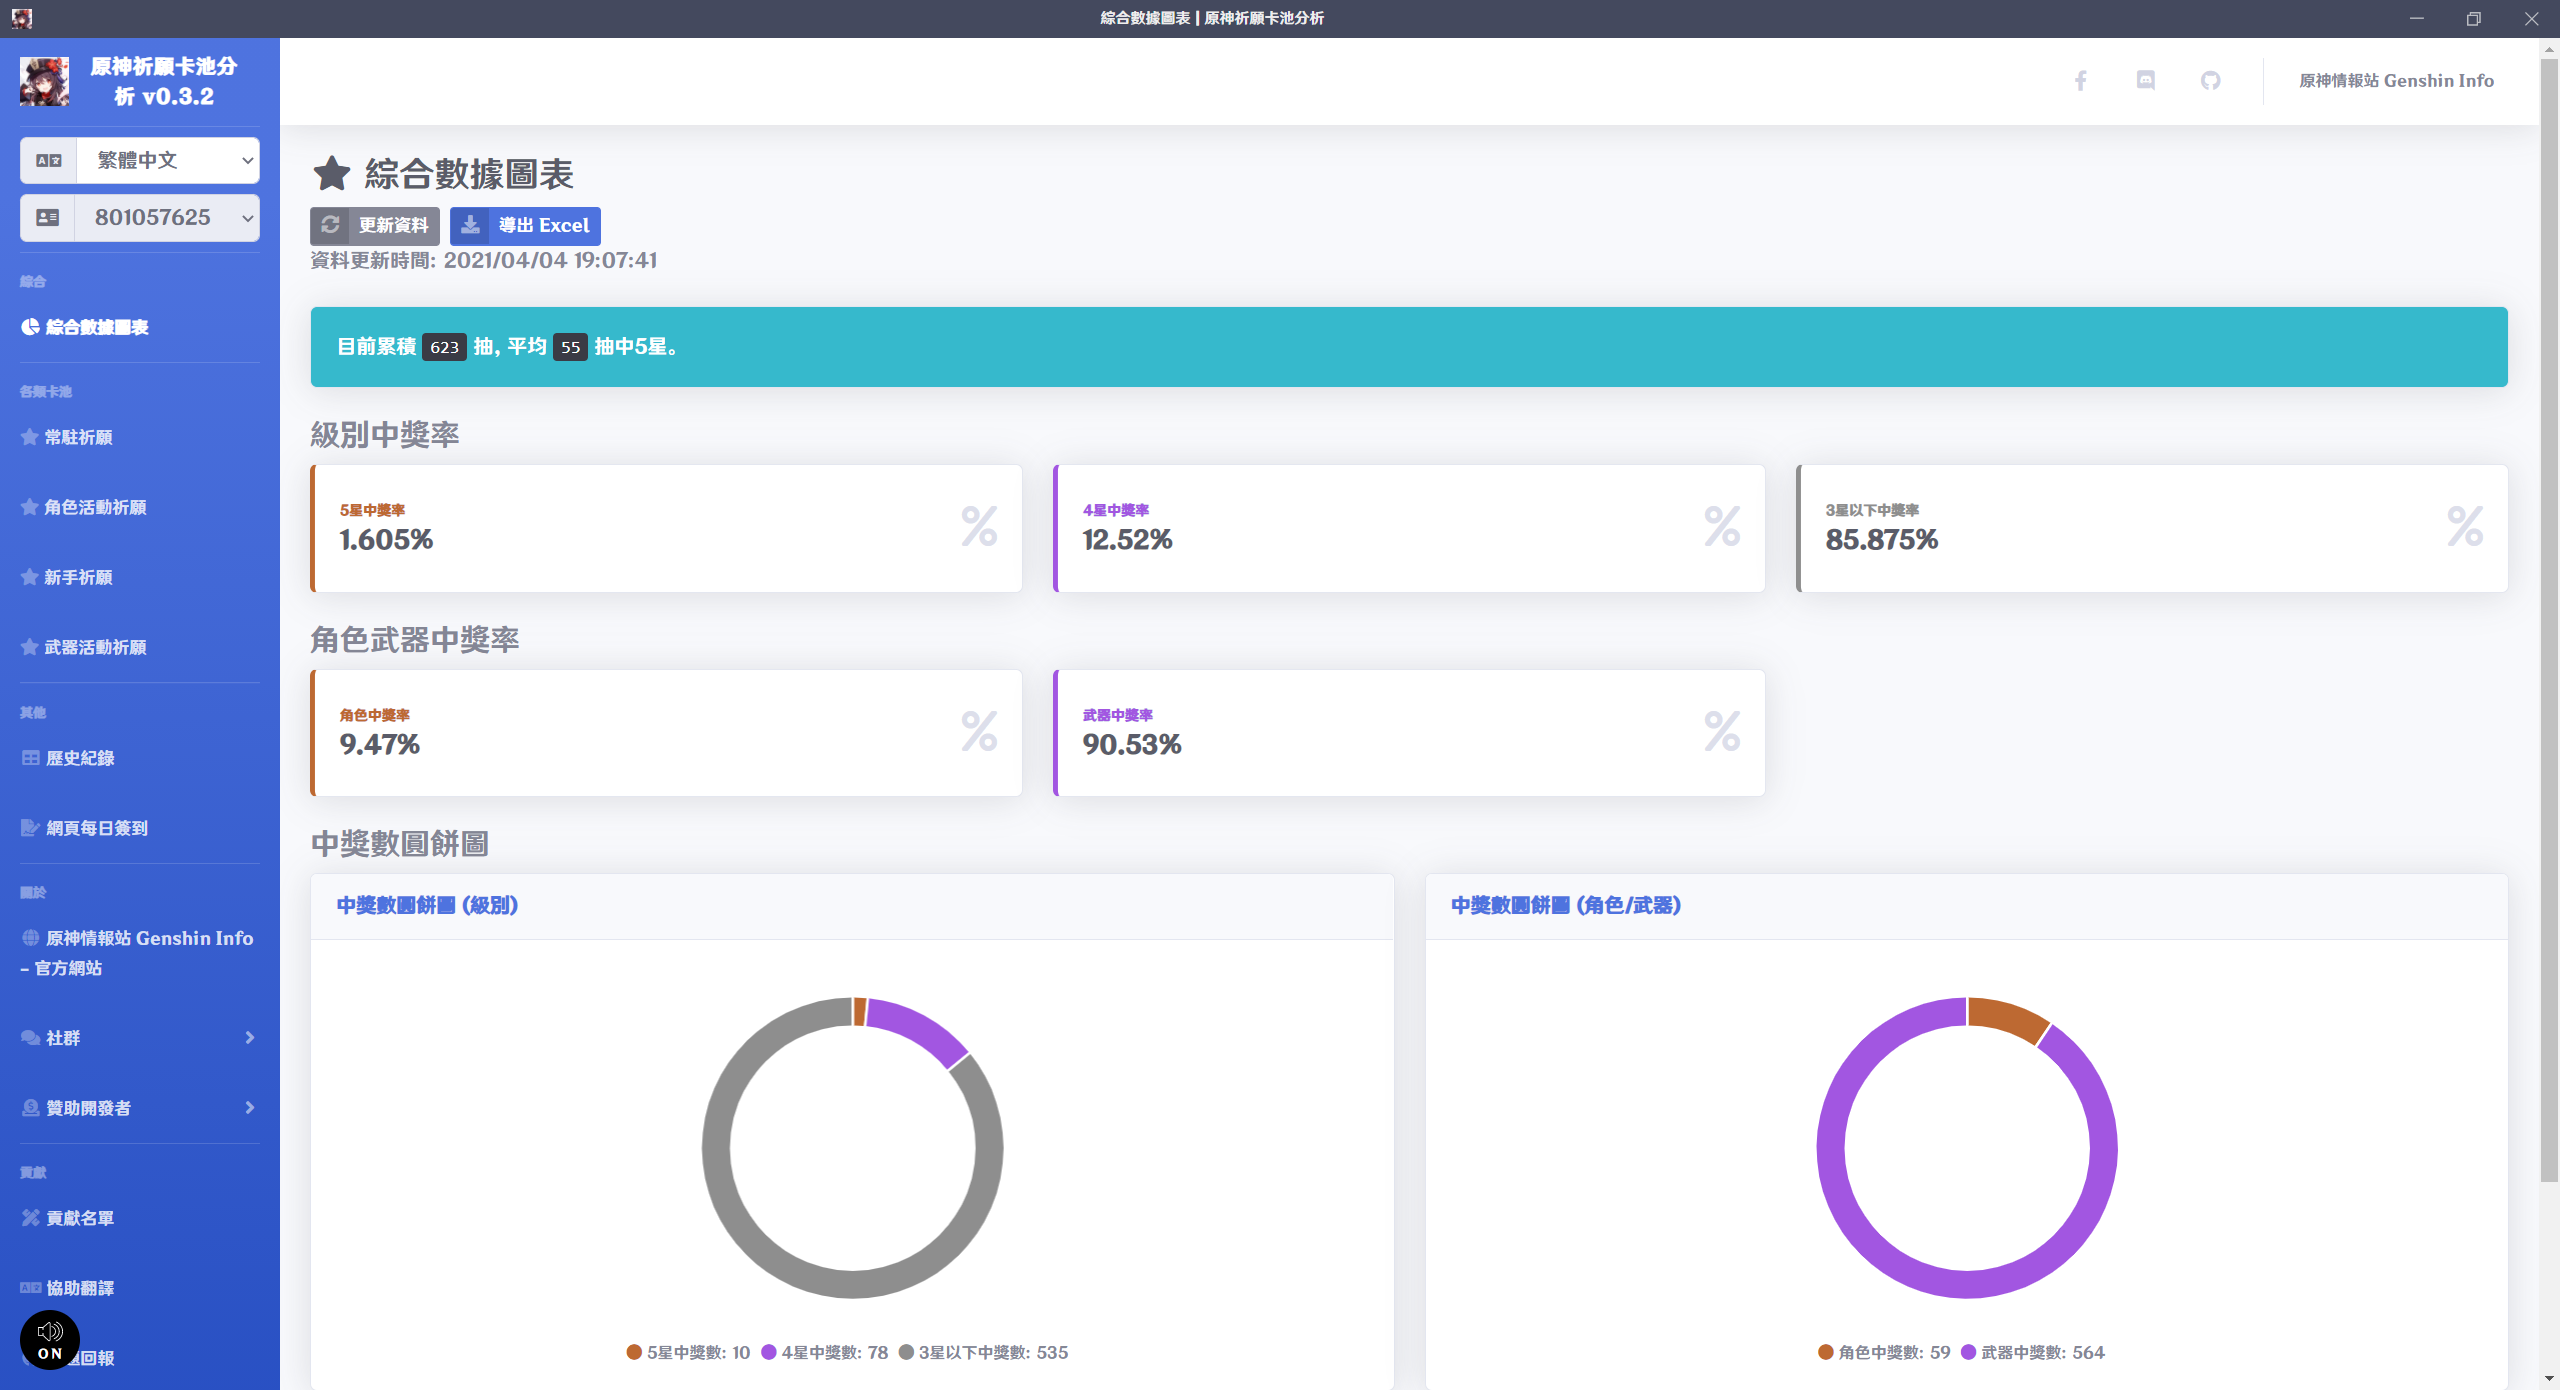 綜合數據圖表 | 原神祈願卡池分析
原神祈願卡池分
析 v0.3.2
繁體中文
801057625
綜合
綜合數據圖表
各類卡池
常駐祈願
角色活動祈願
新手祈願
武器活動祈願
其他
歷史紀錄
網頁每日簽到
關於
原神情報站 Genshin Info
- 官方網站
社群
贊助開發者
貢獻
貢獻名單
協助翻譯
ON
回報
原神情報站 Genshin Info
綜合數據圖表
更新資料 導出 Excel
資料更新時間: 2021/04/04 19:07:41
目前累積 623 抽, 平均 55 抽中5星。
級別中獎率
5星中獎率
1.605%
4星中獎率
12.52%
3星以下中獎率
85.875%
角色武器中獎率
角色中獎率
9.47%
武器中獎率
90.53%
中獎數圓餅圖
中獎數圓餅圖 (級別)
5星中獎數: 10 4星中獎數: 78 3星以下中獎數: 535
中獎數圓餅圖 (角色/武器)
角色中獎數: 59 武器中獎數: 564